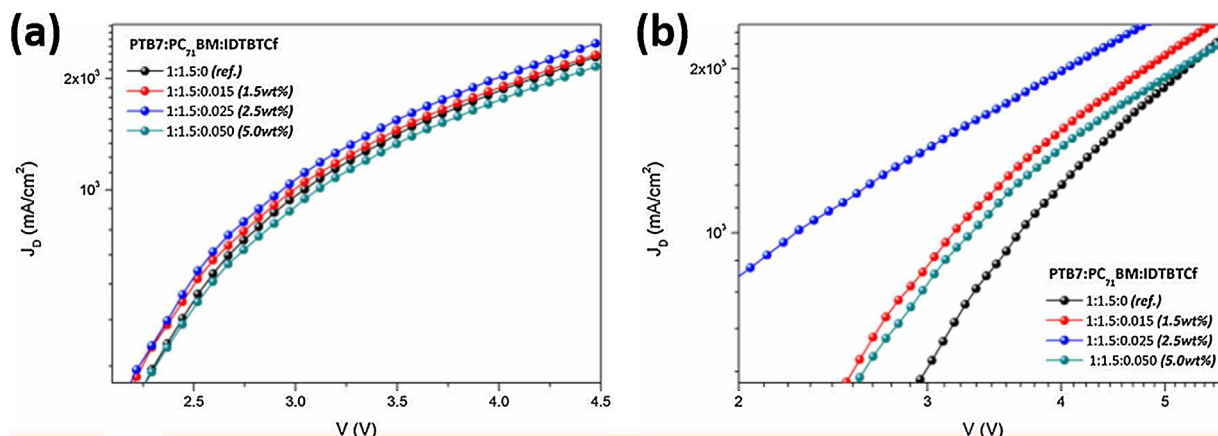 (a)
PTB7:PC71BM:IDTBTCf
1:1.5:0 (ref.)
1:1.5:0.015 (1.5wt%)
1:1.5:0.025 (2.5wt%)
1:1.5:0.050 (5.0wt%)
2x10³
10³
JD (mA/cm²)
2.5 3.0 3.5 4.0 4.5
V (V)
(b)
2x10³
10³
JD (mA/cm²)
PTB7:PC71BM:IDTBTCf
1:1.5:0 (ref.)
1:1.5:0.015 (1.5wt%)
1:1.5:0.025 (2.5wt%)
1:1.5:0.050 (5.0wt%)
2 3 4 5
V (V)